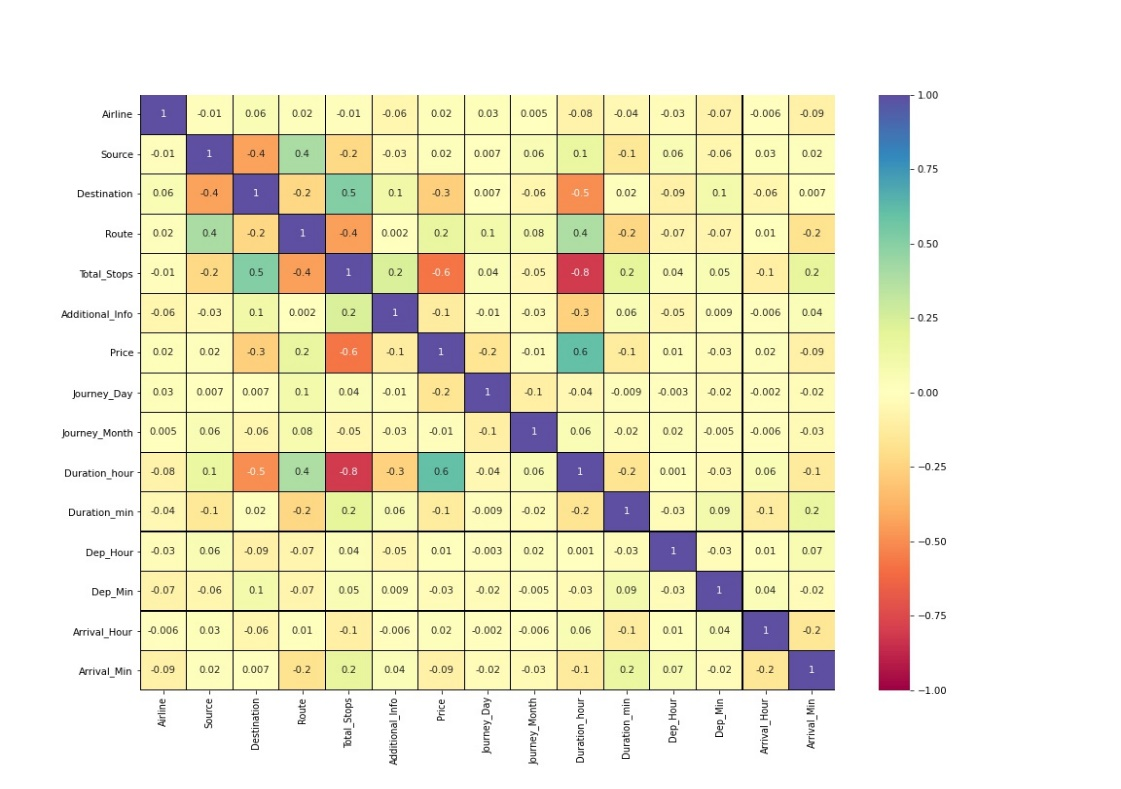 1.00
Airline 1 -0.01 0.06 0.02 -0.01 -0.06 0.02 0.03 0.005 -0.08 -0.04 -0.03 -0.07 -0.006 -0.09
Source -0.01 1 -0.4 0.4 -0.2 -0.03 0.02 0.007 0.06 0.1 -0.1 0.06 -0.06 0.03 0.02
0.75
Destination 0.06 -0.4 1 -0.2 0.5 0.1 -0.3 0.007 -0.06 -0.5 0.02 -0.09 0.1 -0.06 0.007
Route 0.02 0.4 -0.2 1 -0.4 0.002 0.2 0.1 0.08 0.4 -0.2 -0.07 -0.07 0.01 -0.2
0.50
Total_Stops -0.01 -0.2 0.5 -0.4 1 0.2 -0.6 0.04 -0.05 -0.8 0.2 0.04 0.05 -0.1 0.2
Additional_Info -0.06 -0.03 0.1 0.002 0.2 1 -0.1 -0.01 -0.03 -0.3 0.06 -0.05 0.009 -0.006 0.04
0.25
Price 0.02 0.02 -0.3 0.2 -0.6 -0.1 1 -0.2 -0.01 0.6 -0.1 0.01 -0.03 0.02 -0.09
Journey_Day 0.03 0.007 0.007 0.1 0.04 -0.01 -0.2 1 -0.1 -0.04 -0.009 -0.003 -0.02 -0.002 -0.02
0.00
Journey_Month 0.005 0.06 -0.06 0.08 -0.05 -0.03 -0.01 -0.1 1 0.06 -0.02 0.02 -0.005 -0.006 -0.03
Duration_hour -0.08 0.1 -0.5 0.4 -0.8 -0.3 0.6 -0.04 0.06 1 -0.2 0.001 -0.03 0.06 -0.1
−0.25
Duration_min -0.04 -0.1 0.02 -0.2 0.2 0.06 -0.1 -0.009 -0.02 -0.2 1 -0.03 0.09 -0.1 0.2
−0.50
Dep_Hour -0.03 0.06 -0.09 -0.07 0.04 -0.05 0.01 -0.003 0.02 0.001 -0.03 1 -0.03 0.01 0.07
Dep_Min -0.07 -0.06 0.1 -0.07 0.05 0.009 -0.03 -0.02 -0.005 -0.03 0.09 -0.03 1 0.04 -0.02
−0.75
Arrival_Hour -0.006 0.03 -0.06 0.01 -0.1 -0.006 0.02 -0.002 -0.006 0.06 -0.1 0.01 0.04 1 -0.2
Arrival_Min -0.09 0.02 0.007 -0.2 0.2 0.04 -0.09 -0.02 -0.03 -0.1 0.2 0.07 -0.02 -0.2 1
−1.00
Airline
Source
Destination
Route
Total_Stops
Additional_Info
Price
Journey_Day
Journey_Month
Duration_hour
Duration_min
Dep_Hour
Dep_Min
Arrival_Hour
Arrival_Min